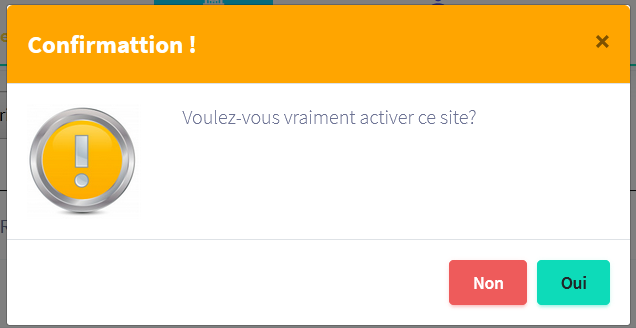 Confirmattion !
×
Voulez-vous vraiment activer ce site?
Non
Oui